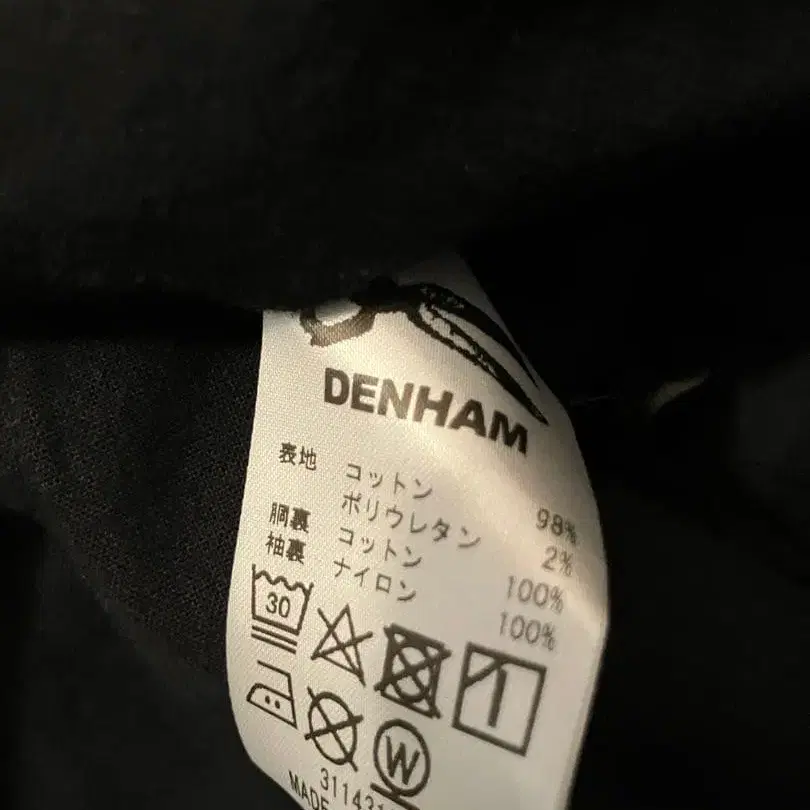 DENHAM
表地 コットン 98%
ポリウレタン 2%
胴裏 コットン 100%
袖裏 ナイロン 100%
30
W
MADE